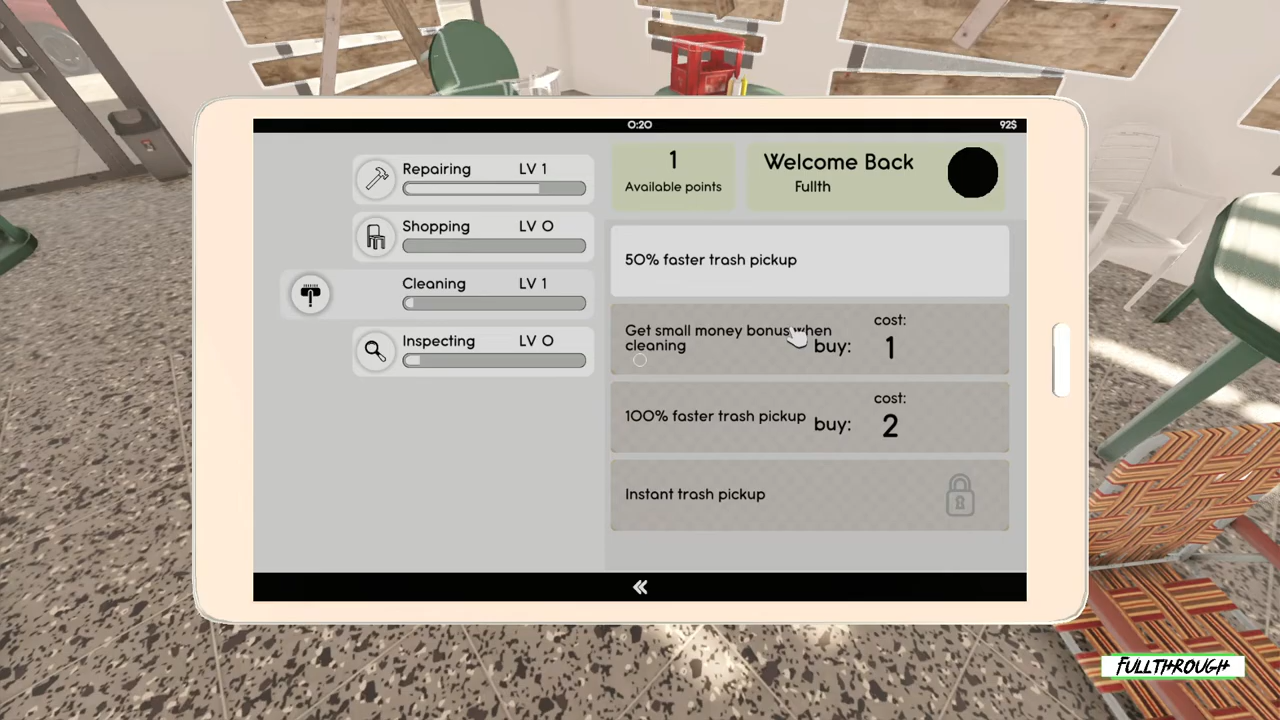 0:20
92$
Repairing LV 1
Shopping LV 0
Cleaning LV 1
Inspecting LV 0
1
Available points
Welcome Back
Fullth
50% faster trash pickup
Get small money bonus when
cleaning
buy:
cost:
1
100% faster trash pickup
buy:
cost:
2
Instant trash pickup
FULLTHROUGH